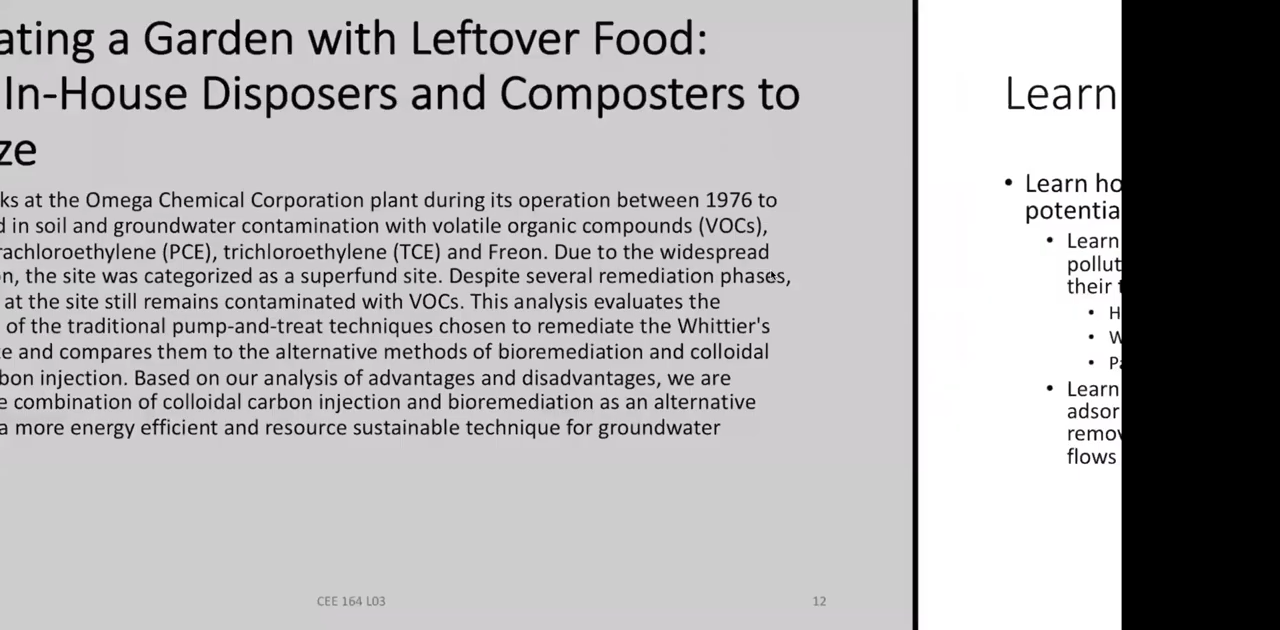 ating a Garden with Leftover Food:
In-House Disposers and Composters to
ze
ks at the Omega Chemical Corporation plant during its operation between 1976 to
d in soil and groundwater contamination with volatile organic compounds (VOCs),
rachloroethylene (PCE), trichloroethylene (TCE) and Freon. Due to the widespread
n, the site was categorized as a superfund site. Despite several remediation phases,
at the site still remains contaminated with VOCs. This analysis evaluates the
of the traditional pump-and-treat techniques chosen to remediate the Whittier's
te and compares them to the alternative methods of bioremediation and colloidal
bon injection. Based on our analysis of advantages and disadvantages, we are
e combination of colloidal carbon injection and bioremediation as an alternative
a more energy efficient and resource sustainable technique for groundwater
CEE 164 L03
12
Learn
• Learn ho
potentia
• Learn
pollut
their t
• H
• W
• Pa
• Learn
adsor
remov
flows